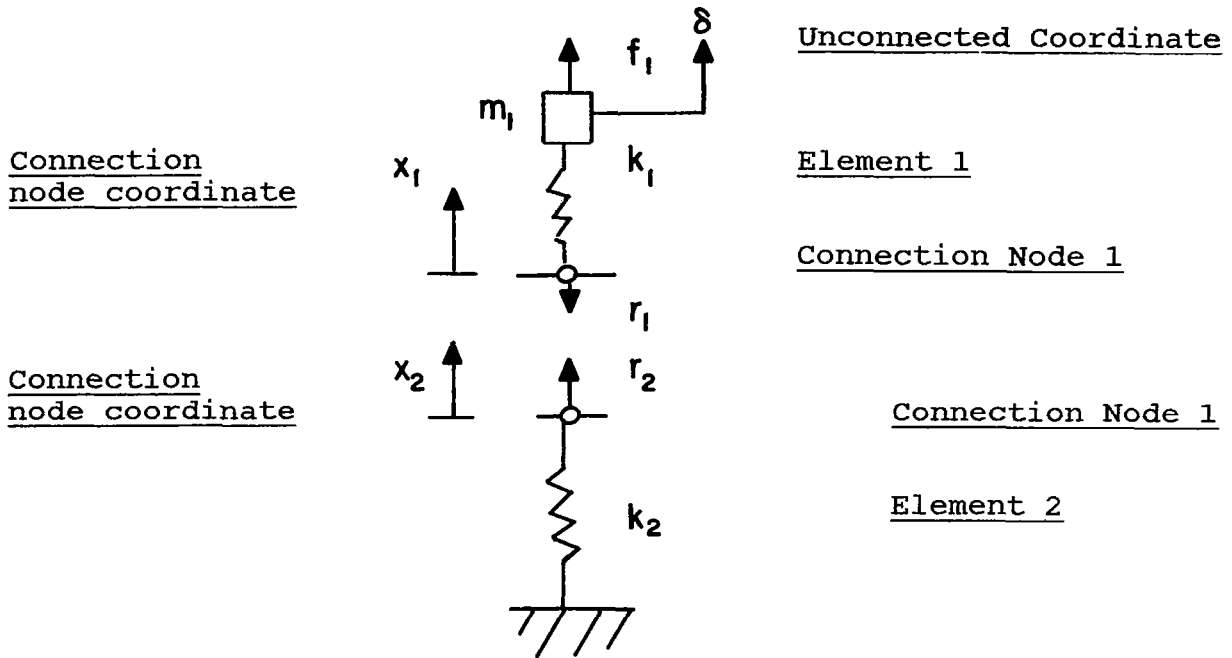 δ
Unconnected Coordinate
f₁
m₁
Connection
node coordinate
x₁
k₁
Element 1
Connection Node 1
r₁
Connection
node coordinate
x₂
r₂
Connection Node 1
k₂
Element 2